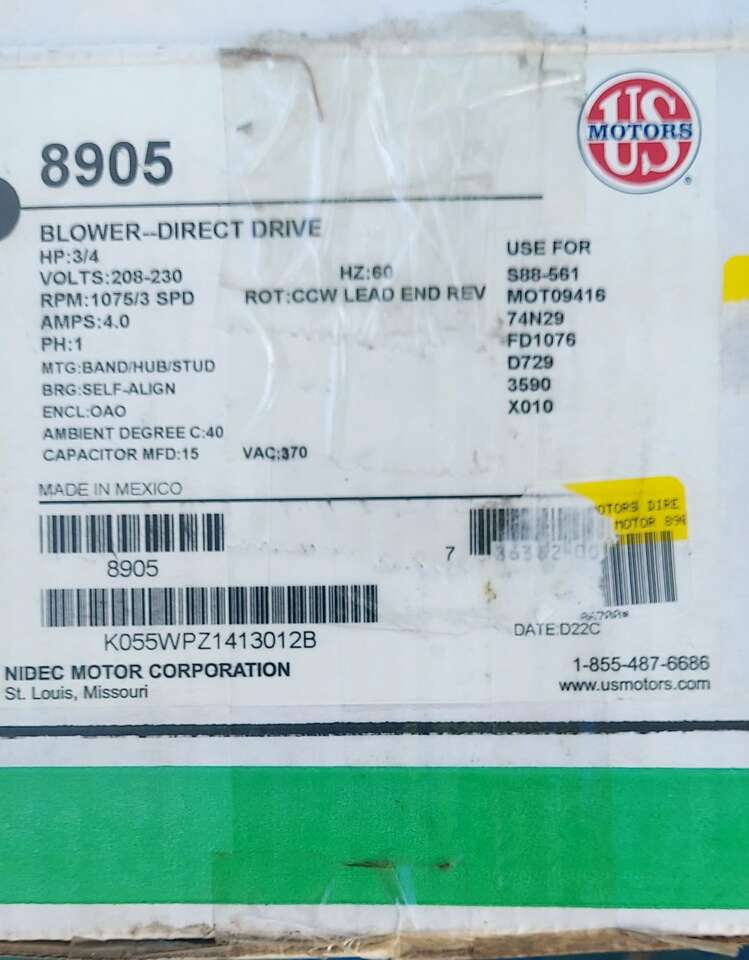 8905
US
MOTORS
®
BLOWER--DIRECT DRIVE
HP:3/4
VOLTS:208-230 HZ:60
RPM:1075/3 SPD ROT:CCW LEAD END REV
AMPS:4.0
PH:1
MTG:BAND/HUB/STUD
BRG:SELF-ALIGN
ENCL:OAO
AMBIENT DEGREE C:40
CAPACITOR MFD:15 VAC:370
USE FOR
S88-561
MOT09416
74N29
FD1076
D729
3590
X010
MADE IN MEXICO
MOTORS DIRE
MOTOR
8905
7
K055WPZ1413012B
DATE:D22C
NIDEC MOTOR CORPORATION
St. Louis, Missouri
1-855-487-6686
www.usmotors.com